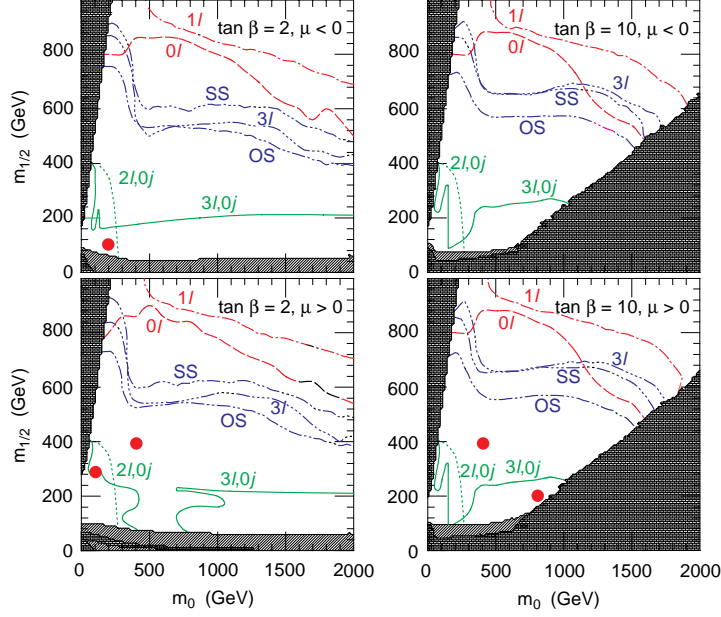 tan β = 2, μ < 0
1l
0l
SS
3l
OS
2l,0j
3l,0j
m1/2 (GeV)
800
600
400
200
0
tan β = 10, μ < 0
1l
0l
3l
SS
OS
2l,0j
3l,0j
tan β = 2, μ > 0
1l
0l
SS
3l
OS
2l,0j
3l,0j
m1/2 (GeV)
800
600
400
200
0
0 500 1000 1500 2000
m0 (GeV)
tan β = 10, μ > 0
1l
0l
3l
SS
OS
2l,0j
3l,0j
0 500 1000 1500 2000
m0 (GeV)